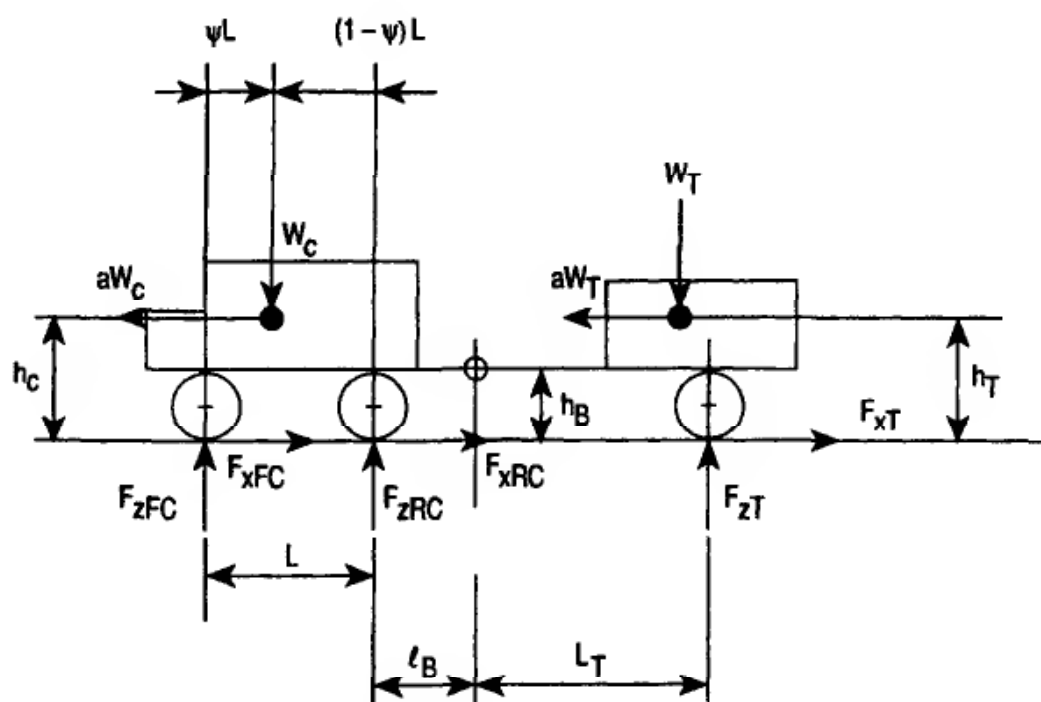 ψL (1 – ψ) L
W_T
W_c
aW_c aW_T
h_c h_B h_T
F_xT
F_xFC F_xRC
F_zFC F_zRC F_zT
L
ℓ_B L_T